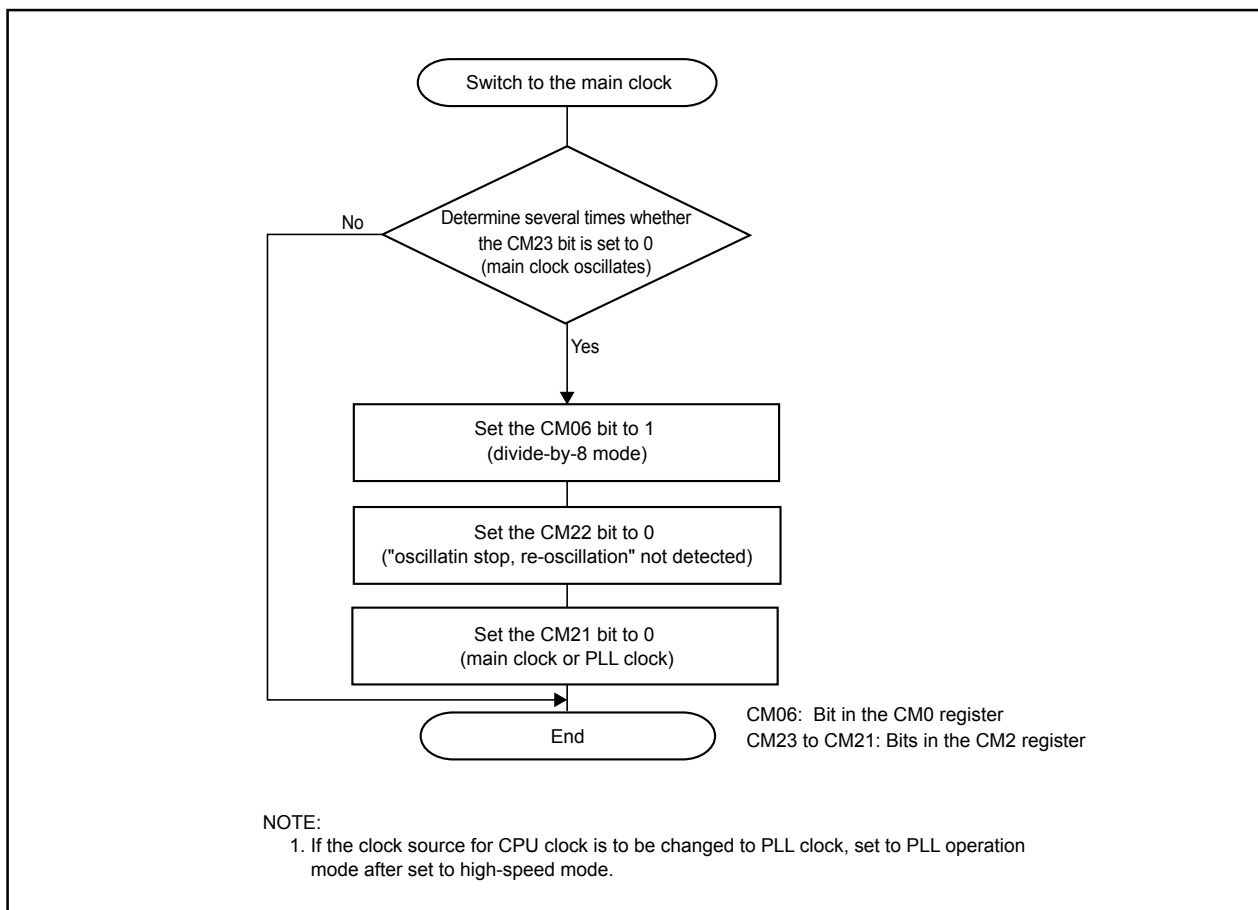 Switch to the main clock
No
Determine several times whether
the CM23 bit is set to 0
(main clock oscillates)
Yes
Set the CM06 bit to 1
(divide-by-8 mode)
Set the CM22 bit to 0
("oscillatin stop, re-oscillation" not detected)
Set the CM21 bit to 0
(main clock or PLL clock)
End
CM06:  Bit in the CM0 register
CM23 to CM21: Bits in the CM2 register
NOTE:
1. If the clock source for CPU clock is to be changed to PLL clock, set to PLL operation
mode after set to high-speed mode.